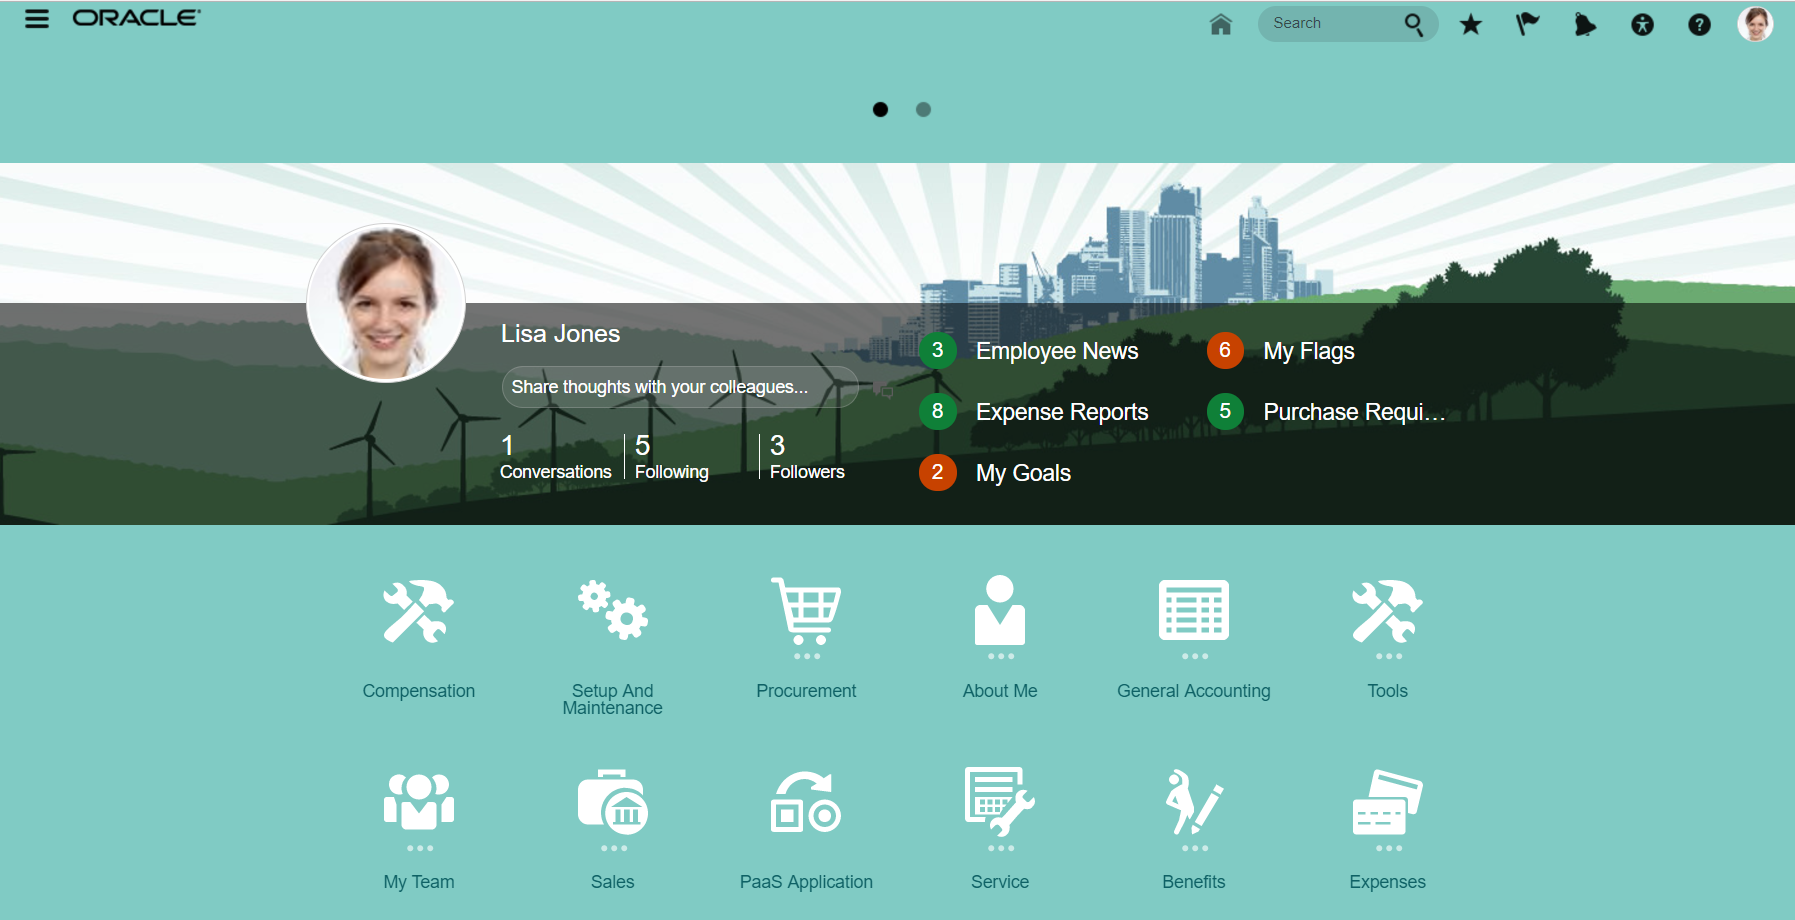 ORACLE
Search
Lisa Jones
Share thoughts with your colleagues...
1
Conversations
5
Following
3
Followers
3 Employee News
6 My Flags
8 Expense Reports
5 Purchase Requi...
2 My Goals
Compensation
Setup And
Maintenance
Procurement
About Me
General Accounting
Tools
My Team
Sales
PaaS Application
Service
Benefits
Expenses